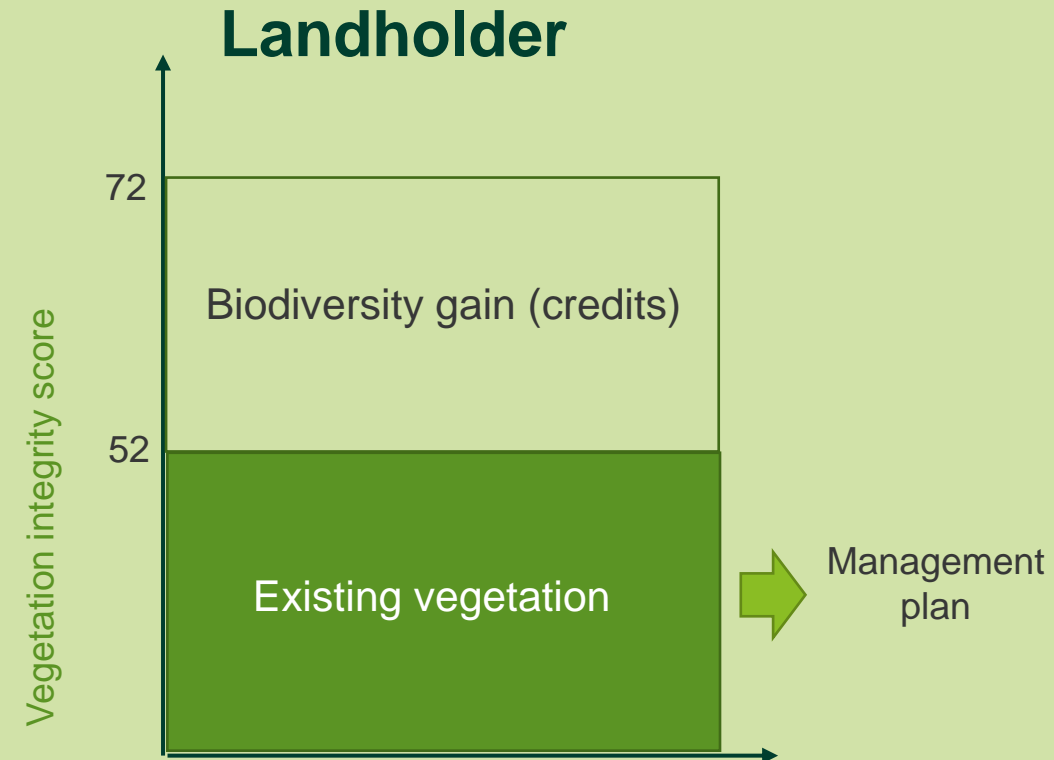 Landholder
72
Biodiversity gain (credits)
52
Vegetation integrity score
Existing vegetation
Management
plan